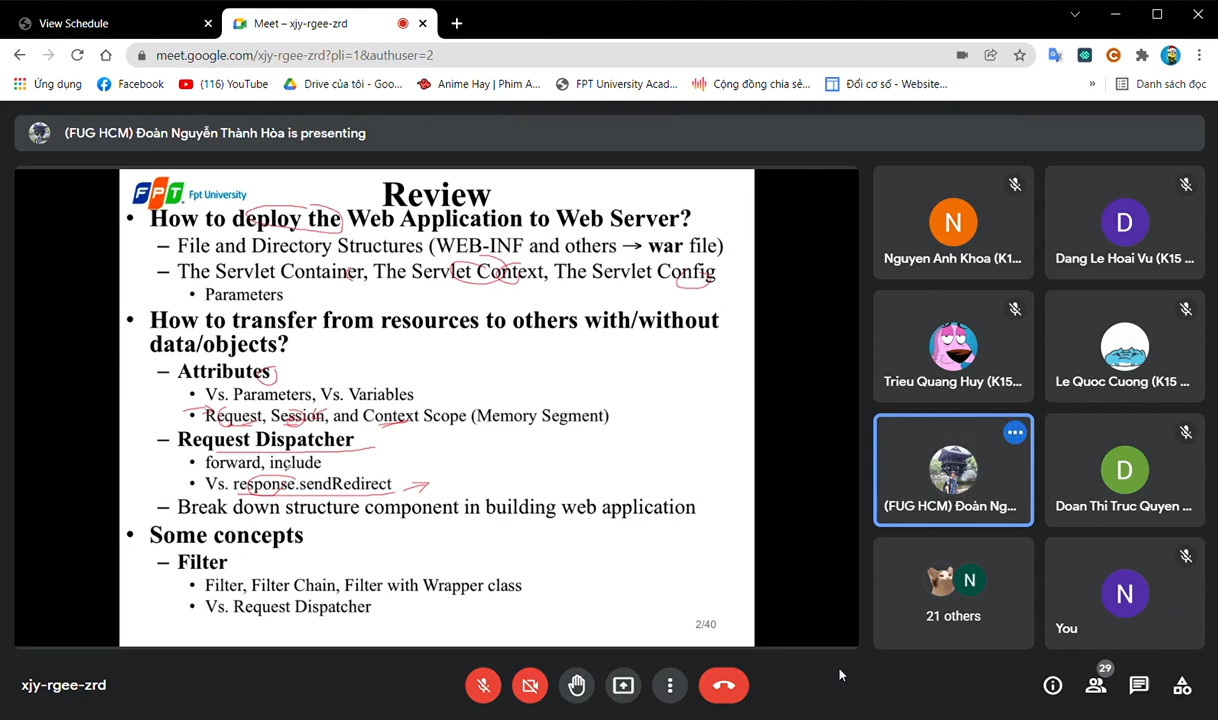 View Schedule
Meet – xjy-rgee-zrd
meet.google.com/xjy-rgee-zrd?pli=1&authuser=2
Ứng dụng
Facebook
(116) YouTube
Drive của tôi - Goo...
Anime Hay | Phim A...
FPT University Acad...
Cộng đồng chia sẻ...
Đổi cơ số - Website...
»
Danh sách đọc
(FUG HCM) Đoàn Nguyễn Thành Hòa is presenting
FPT Fpt University
Review
• How to deploy the Web Application to Web Server?
– File and Directory Structures (WEB-INF and others → war file)
– The Servlet Container, The Servlet Context, The Servlet Config
• Parameters
• How to transfer from resources to others with/without
data/objects?
– Attributes
• Vs. Parameters, Vs. Variables
• Request, Session, and Context Scope (Memory Segment)
– Request Dispatcher
• forward, include
• Vs. response.sendRedirect
– Break down structure component in building web application
• Some concepts
– Filter
• Filter, Filter Chain, Filter with Wrapper class
• Vs. Request Dispatcher
2/40
N
Nguyen Anh Khoa (K1...
D
Dang Le Hoai Vu (K15 ...
Trieu Quang Huy (K15...
Le Quoc Cuong (K15 ...
(FUG HCM) Đoàn Ng...
D
Doan Thi Truc Quyen ...
N
21 others
N
You
xjy-rgee-zrd
29